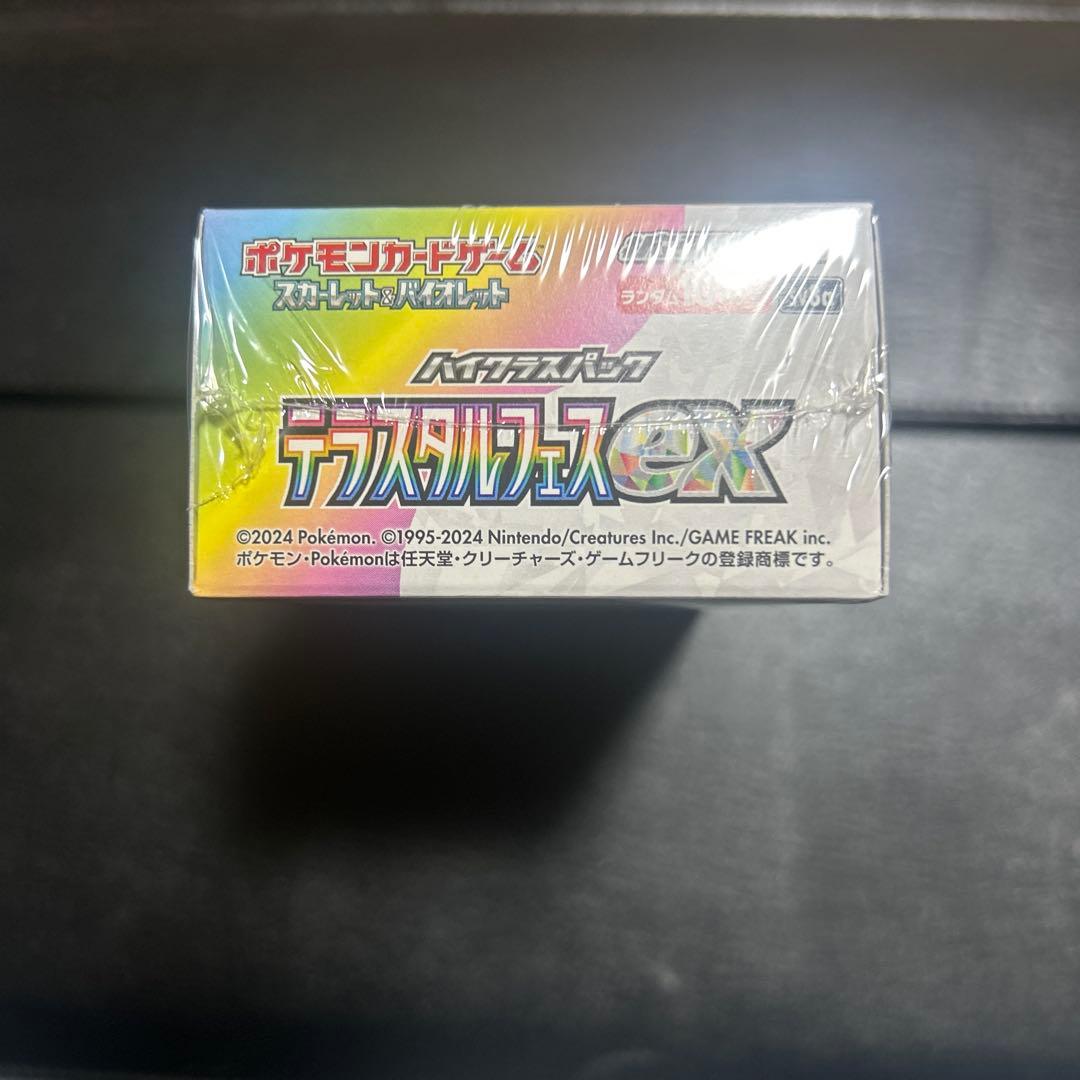 ポケモンカードゲーム
スカーレット&バイオレット
ランダム
ハイクラスパック
テラスタル・フェスex
©2024 Pokémon. ©1995-2024 Nintendo/Creatures Inc./GAME FREAK inc.
ポケモン・Pokémonは任天堂・クリーチャーズ・ゲームフリークの登録商標です。